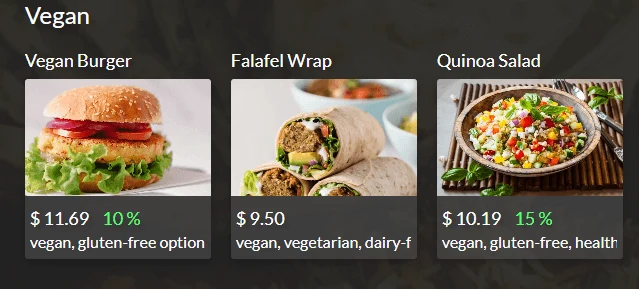 Vegan
Vegan Burger
Falafel Wrap
Quinoa Salad
$ 11.69 10 %
$ 9.50
$ 10.19 15 %
vegan, gluten-free option
vegan, vegetarian, dairy-f
vegan, gluten-free, health